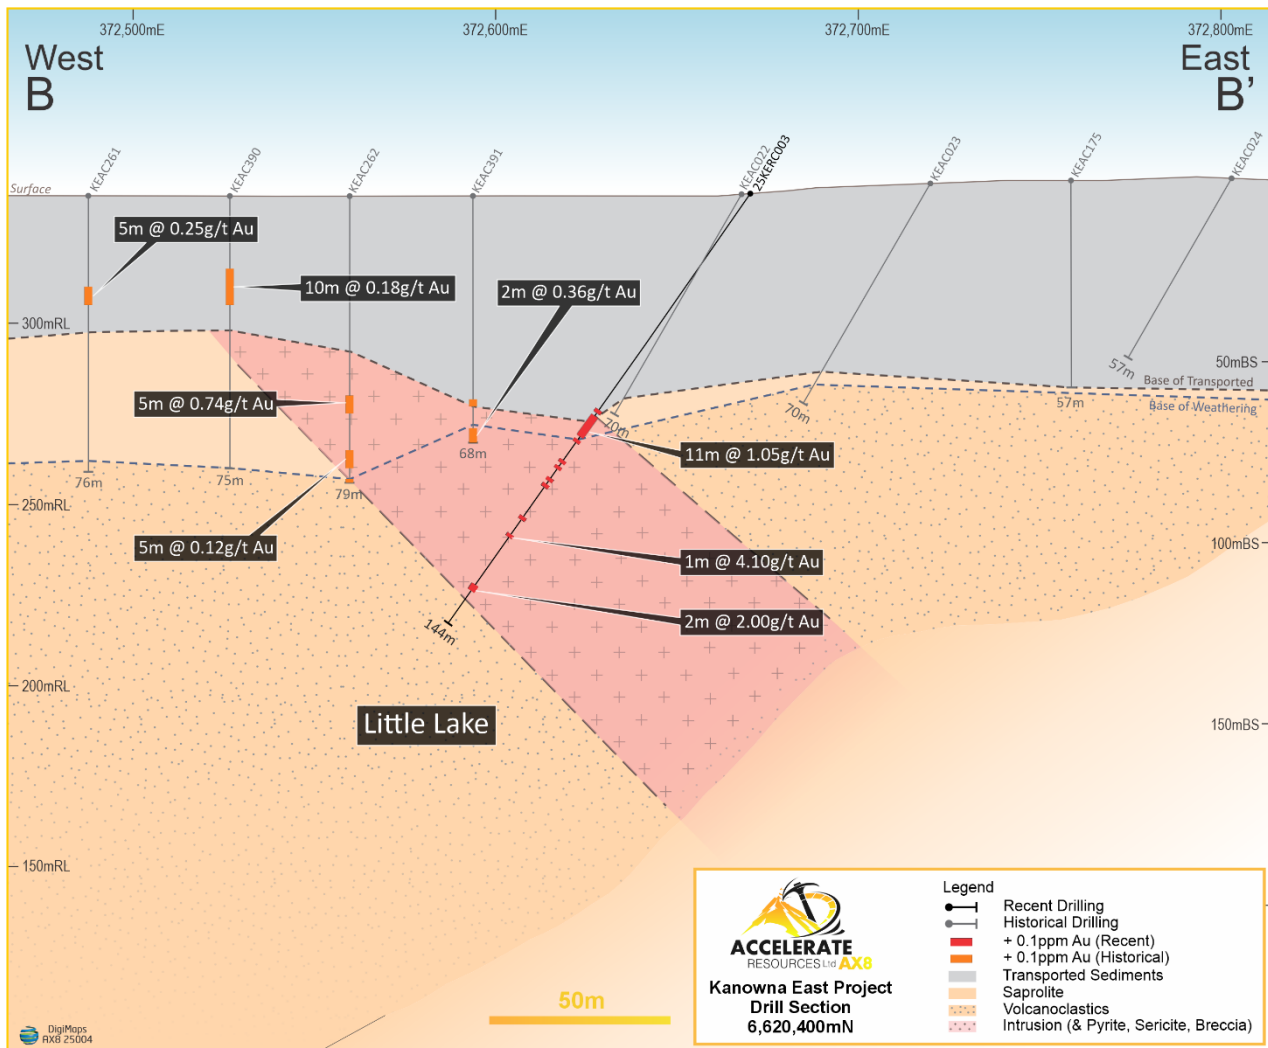 372,500mE
372,600mE
372,700mE
372,800mE
West
B
East
B'
KEAC261
KEAC390
KEAC262
KEAC391
KEAC022
25KERC003
KEAC023
KEAC175
KEAC024
Surface
5m @ 0.25g/t Au
10m @ 0.18g/t Au
2m @ 0.36g/t Au
300mRL
50mBS
57m
Base of Transported
Base of Weathering
5m @ 0.74g/t Au
70m
70m
57m
68m
11m @ 1.05g/t Au
76m
75m
79m
250mRL
100mBS
5m @ 0.12g/t Au
1m @ 4.10g/t Au
2m @ 2.00g/t Au
144m
200mRL
Little Lake
150mBS
150mRL
50m
ACCELERATE
RESOURCES Ltd AX8
Kanowna East Project
Drill Section
6,620,400mN
Legend
Recent Drilling
Historical Drilling
+ 0.1ppm Au (Recent)
+ 0.1ppm Au (Historical)
Transported Sediments
Saprolite
Volcanoclastics
Intrusion (& Pyrite, Sericite, Breccia)
DigiMaps
AX8 25004